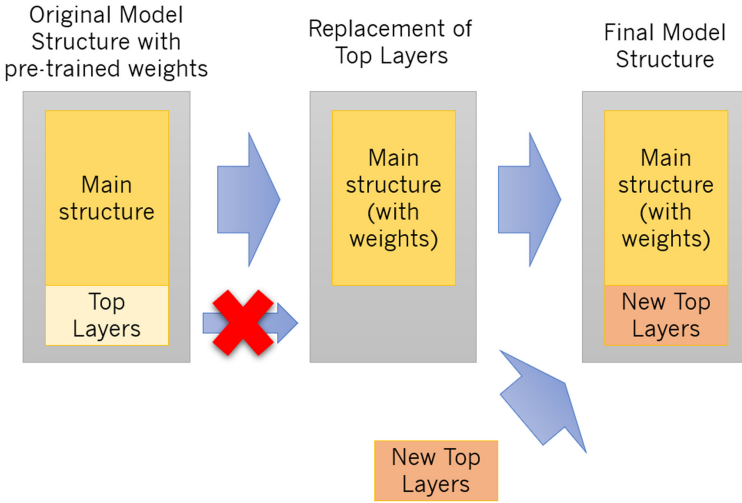 Original Model
Structure with
pre-trained weights
Replacement of
Top Layers
Final Model
Structure
Main
structure
Top
Layers
Main
structure
(with
weights)
Main
structure
(with
weights)
New Top
Layers
New Top
Layers